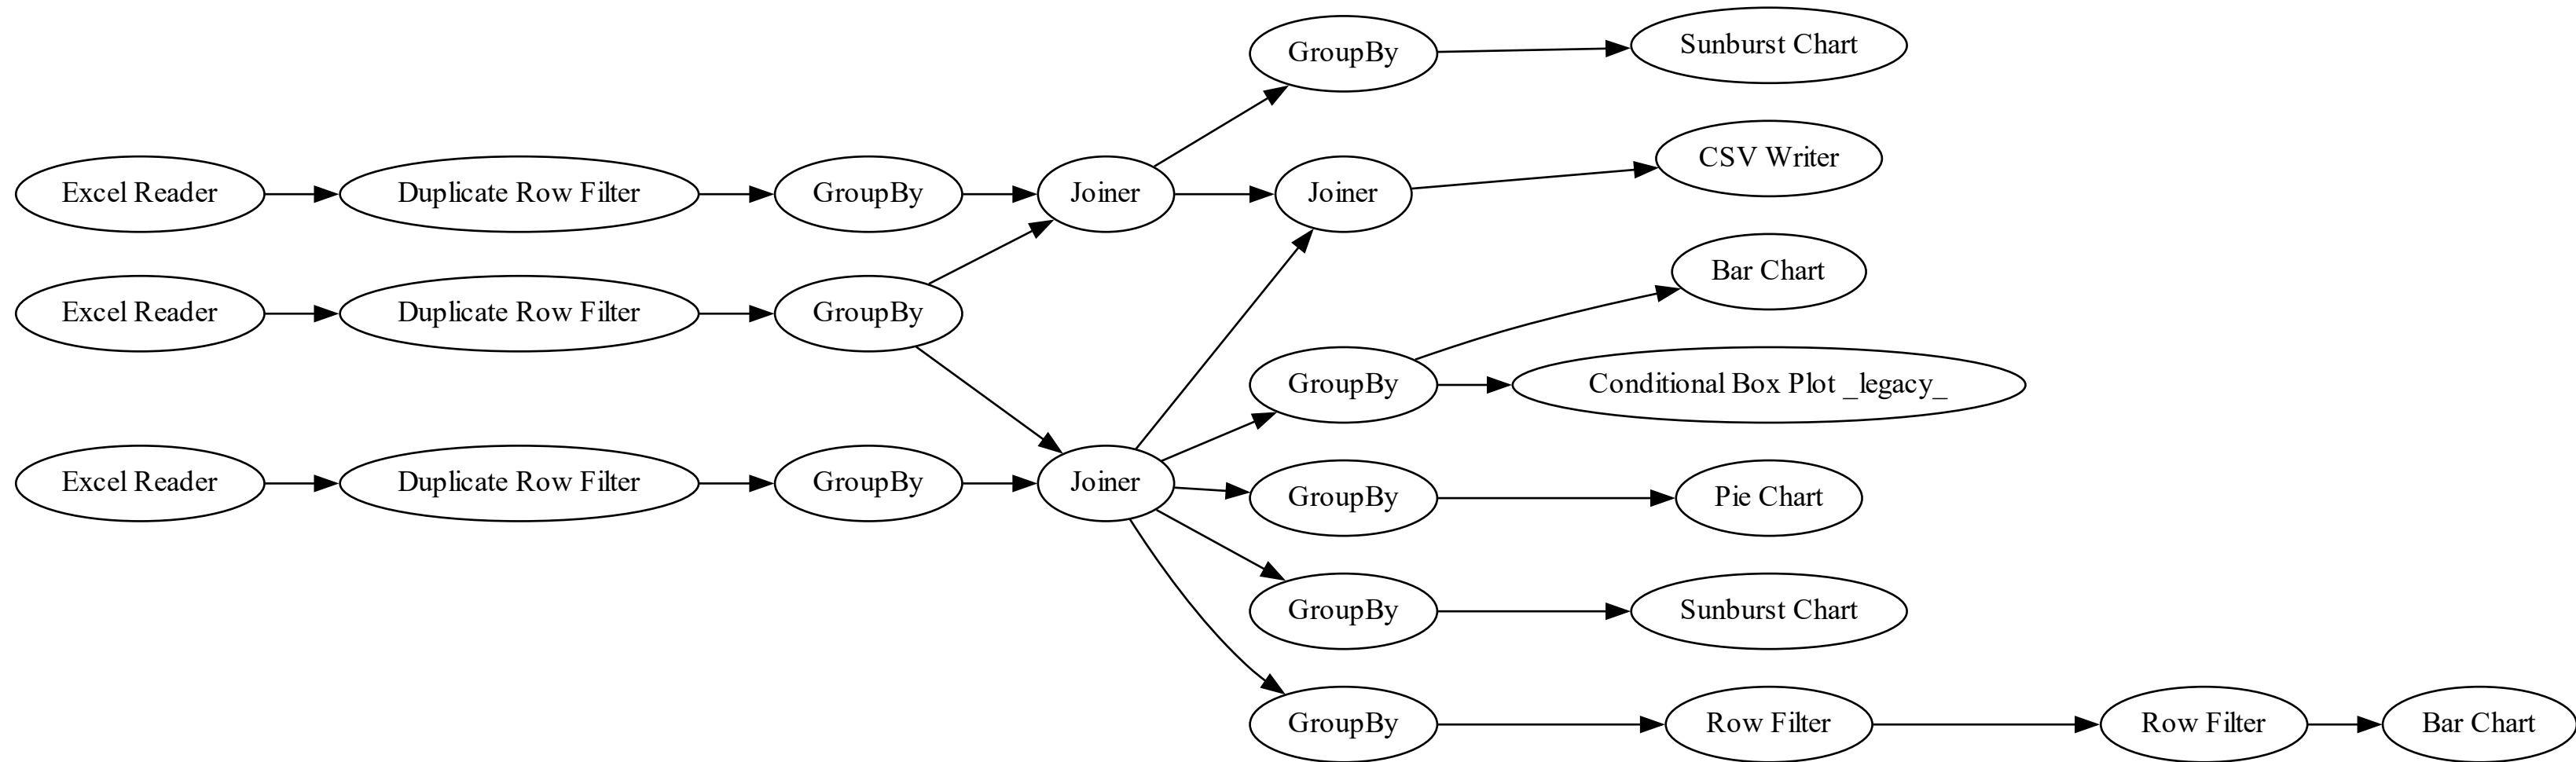 GroupBy
Sunburst Chart
CSV Writer
Excel Reader
Duplicate Row Filter
GroupBy
Joiner
Joiner
Bar Chart
Excel Reader
Duplicate Row Filter
GroupBy
GroupBy
Conditional Box Plot _legacy_
Excel Reader
Duplicate Row Filter
GroupBy
Joiner
GroupBy
Pie Chart
GroupBy
Sunburst Chart
GroupBy
Row Filter
Row Filter
Bar Chart